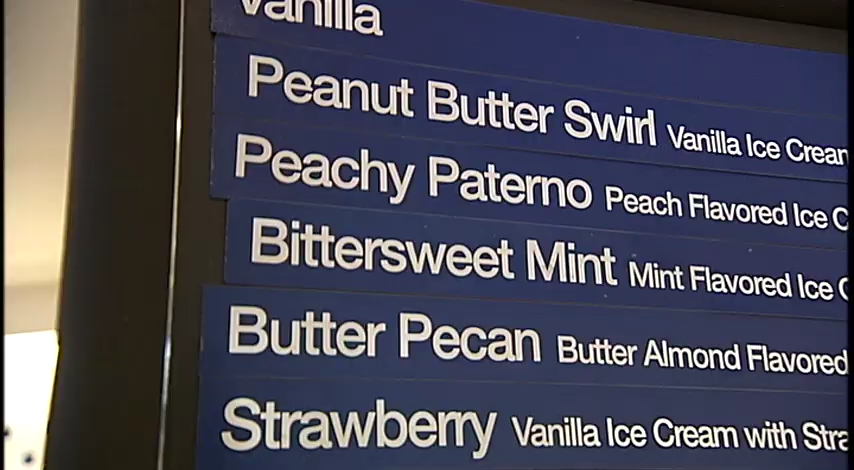 Vanilla
Peanut Butter Swirl Vanilla Ice Cream
Peachy Paterno Peach Flavored Ice C
Bittersweet Mint Mint Flavored Ice C
Butter Pecan Butter Almond Flavored
Strawberry Vanilla Ice Cream with Stra